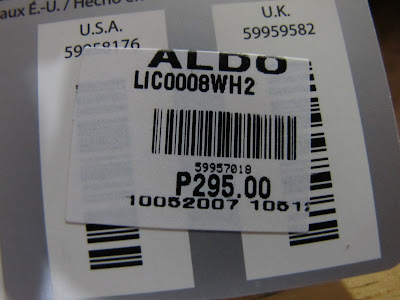 aux É.-U. / Hecho en
U.S.A.
59958176
U.K.
59959582
ALDO
LIC0008WH2
59957018
P295.00
10052007 1051